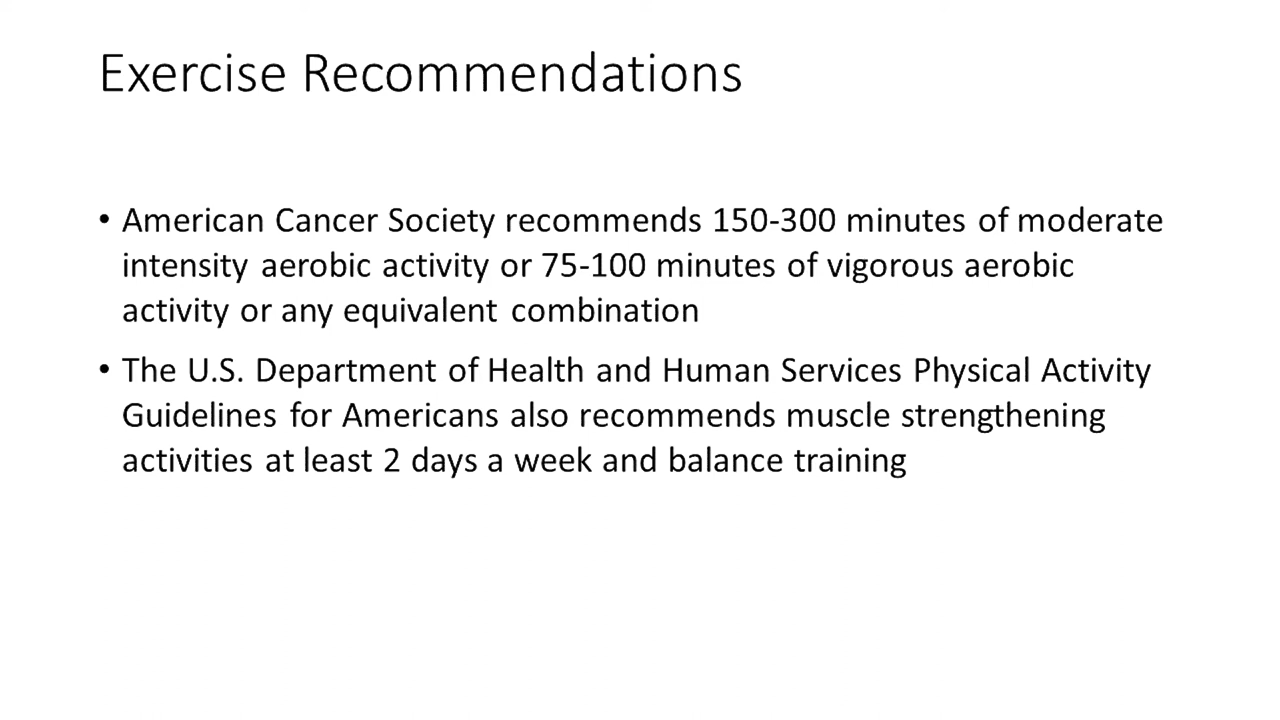 Exercise Recommendations
• American Cancer Society recommends 150-300 minutes of moderate
intensity aerobic activity or 75-100 minutes of vigorous aerobic
activity or any equivalent combination
• The U.S. Department of Health and Human Services Physical Activity
Guidelines for Americans also recommends muscle strengthening
activities at least 2 days a week and balance training